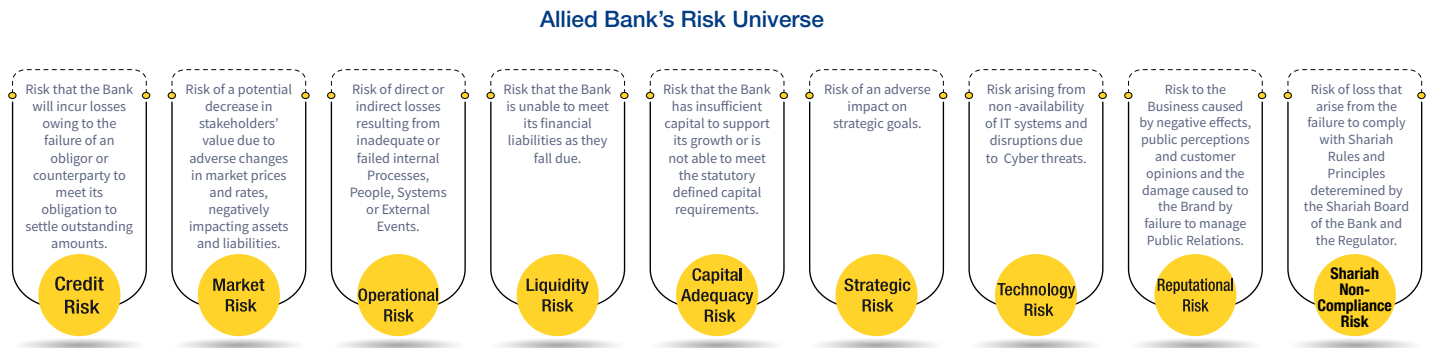 Allied Bank's Risk Universe
Risk that the Bank
will incur losses
owing to the
failure of an
obligor or
counterparty to
meet its
obligation to
settle outstanding
amounts.
Credit
Risk
Risk of a potential
decrease in
stakeholders'
value due to
adverse changes
in market prices
and rates,
negatively
impacting assets
and liabilities.
Market
Risk
Risk of direct or
indirect losses
resulting from
inadequate or
failed internal
Processes,
People, Systems
or External
Events.
Operational
Risk
Risk that the Bank
is unable to meet
its financial
liabilities as they
fall due.
Liquidity
Risk
Risk that the Bank
has insufficient
capital to support
its growth or is
not able to meet
the statutory
defined capital
requirements.
Capital
Adequacy
Risk
Risk of an adverse
impact on
strategic goals.
Strategic
Risk
Risk arising from
non -availability
of IT systems and
disruptions due
to Cyber threats.
Technology
Risk
Risk to the
Business caused
by negative effects,
public perceptions
and customer
opinions and the
damage caused to
the Brand by
failure to manage
Public Relations.
Reputational
Risk
Risk of loss that
arise from the
failure to comply
with Shariah
Rules and
Principles
deteremined by
the Shariah Board
of the Bank and
the Regulator.
Shariah
Non-
Compliance
Risk